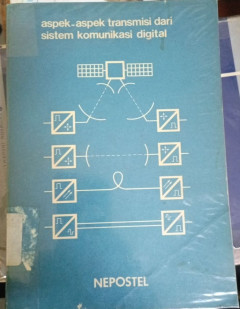 aspek-aspek transmisi dari
sistem komunikasi digital
NEPOSTEL